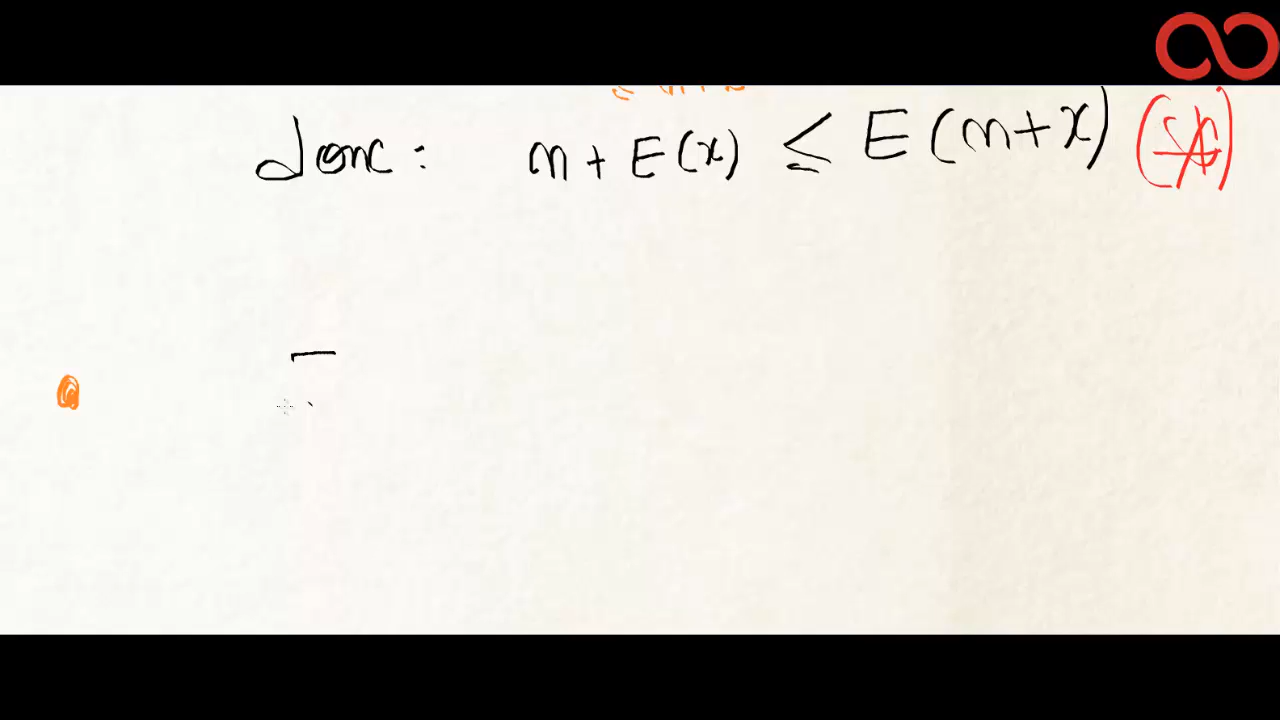 donc : n + E(x) ≤ E(n+x) (*)